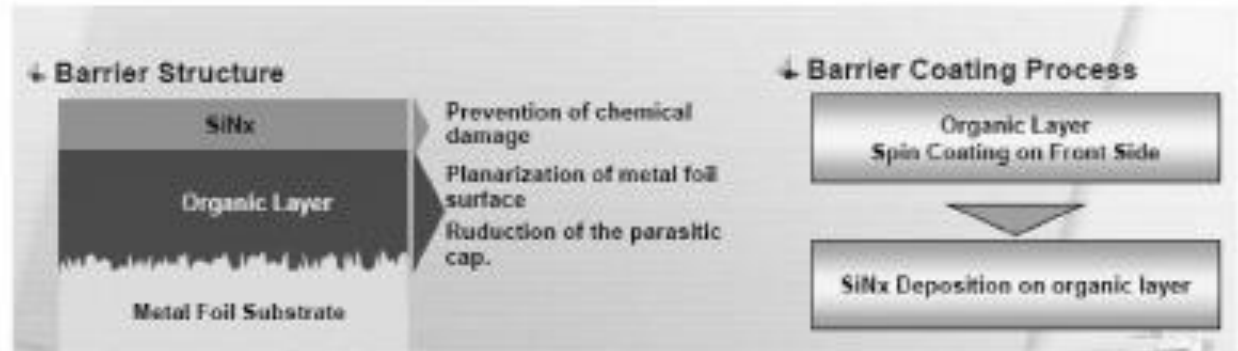 Barrier Structure
SiNx
Organic Layer
Metal Foil Substrate
Prevention of chemical
damage
Planarization of metal foil
surface
Ruduction of the parasitic
cap.
Barrier Coating Process
Organic Layer
Spin Coating on Front Side
SiNx Deposition on organic layer